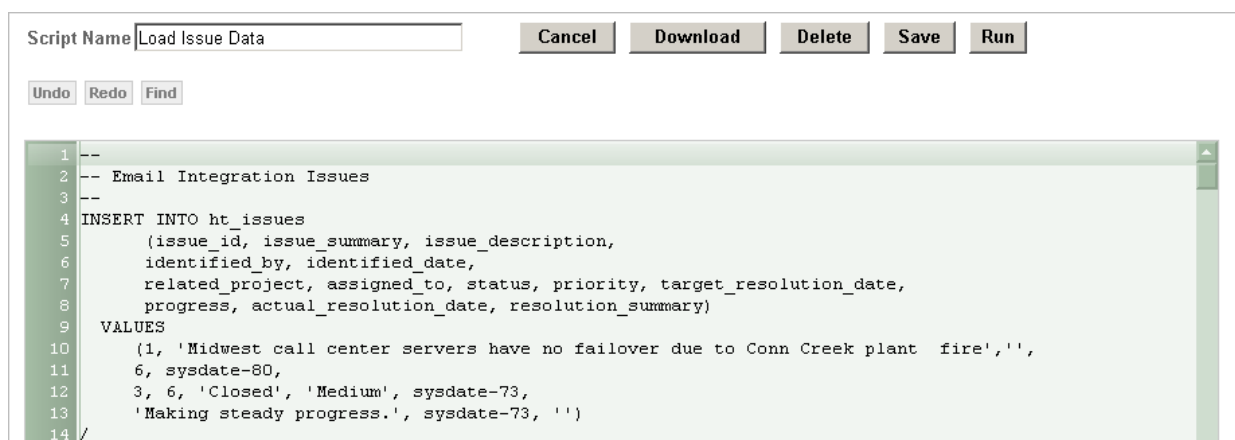 Script Name Load Issue Data Cancel Download Delete Save Run
Undo Redo Find
1 --
2 -- Email Integration Issues
3 --
4 INSERT INTO ht_issues
5 (issue_id, issue_summary, issue_description,
6 identified_by, identified_date,
7 related_project, assigned_to, status, priority, target_resolution_date,
8 progress, actual_resolution_date, resolution_summary)
9 VALUES
10 (1, 'Midwest call center servers have no failover due to Conn Creek plant  fire','',
11 6, sysdate-80,
12 3, 6, 'Closed', 'Medium', sysdate-73,
13 'Making steady progress.', sysdate-73, '')
14 /